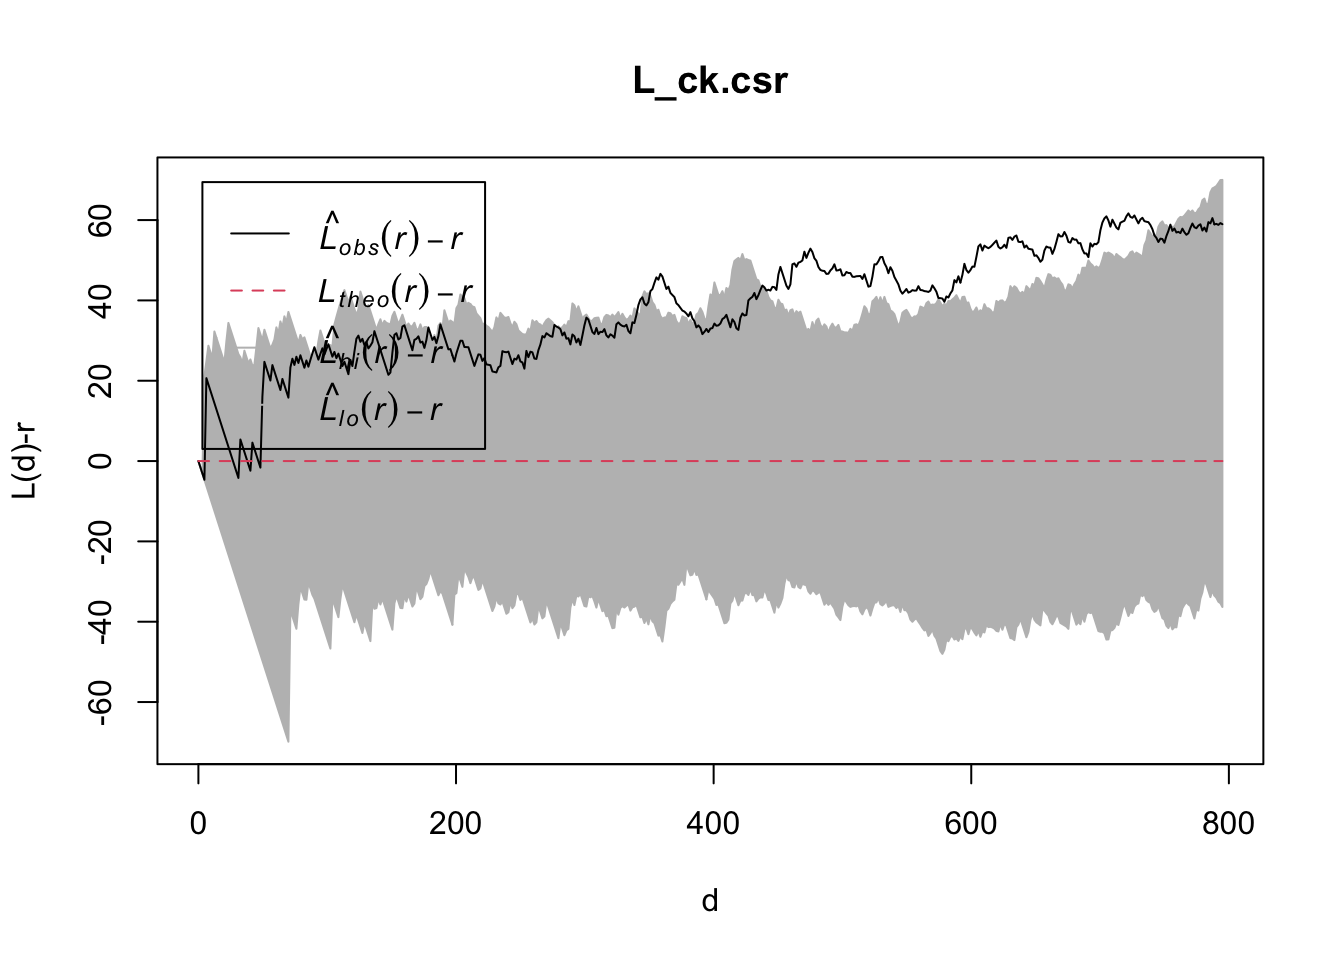 L_ck.csr
L̂obs(r) – r
Ltheo(r) – r
L̂hi(r) – r
L̂lo(r) – r
60
40
20
0
-20
-40
-60
L(d)-r
0 200 400 600 800
d